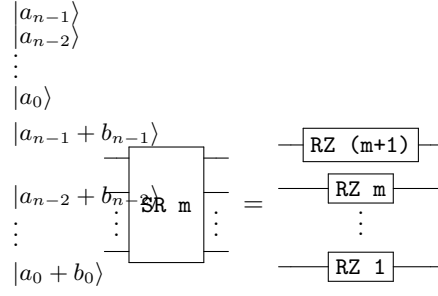 |a_{n-1}⟩
|a_{n-2}⟩
⋮
|a_0⟩
|a_{n-1} + b_{n-1}⟩
|a_{n-2} + b_{n-2}⟩
⋮
|a_0 + b_0⟩
SR m
⋮ ⋮
=
RZ (m+1)
RZ m
⋮
RZ 1